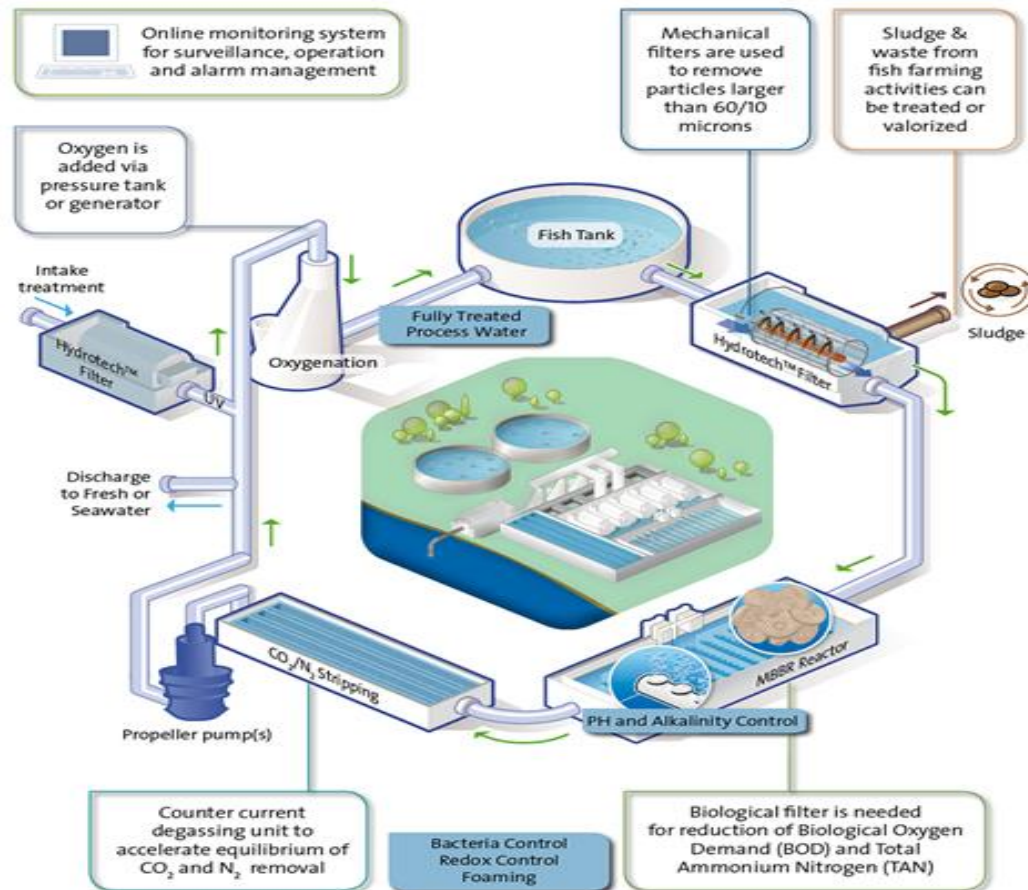 Online monitoring system
for surveillance, operation
and alarm management
Mechanical
filters are used
to remove
particles larger
than 60/10
microns
Sludge &
waste from
fish farming
activities can
be treated or
valorized
Oxygen is
added via
pressure tank
or generator
Fish Tank
Intake
treatment
Fully Treated
Process Water
Hydrotech™
Filter
UV
Oxygenation
Hydrotech™ Filter
Sludge
Discharge
to Fresh or
Seawater
CO₂/N₂ Stripping
MBBR Reactor
PH and Alkalinity Control
Propeller pump(s)
Counter current
degassing unit to
accelerate equilibrium of
CO₂ and N₂ removal
Bacteria Control
Redox Control
Foaming
Biological filter is needed
for reduction of Biological Oxygen
Demand (BOD) and Total
Ammonium Nitrogen (TAN)